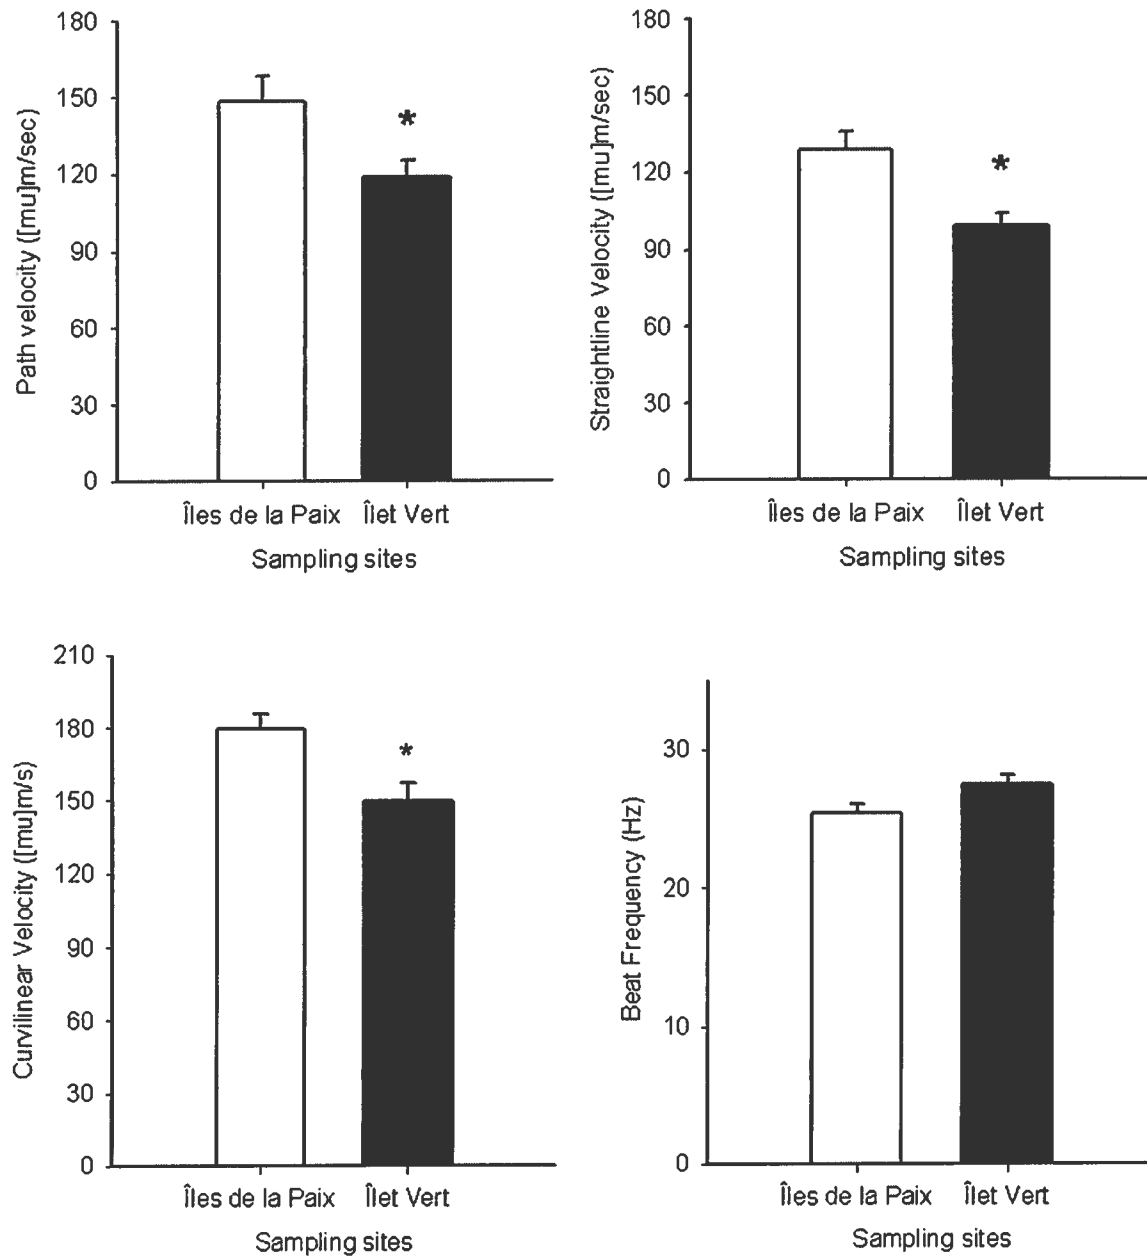 180
150
120
90
60
30
0
Path velocity ([mu]m/sec)
*
Îles de la Paix
Îlet Vert
Sampling sites
180
150
120
90
60
30
0
Straightline Velocity ([mu]m/sec)
*
Îles de la Paix
Îlet Vert
Sampling sites
210
180
150
120
90
60
30
0
Curvilinear Velocity ([mu]m/s)
*
Îles de la Paix
Îlet Vert
Sampling sites
30
20
10
0
Beat Frequency (Hz)
Îles de la Paix
Îlet Vert
Sampling sites